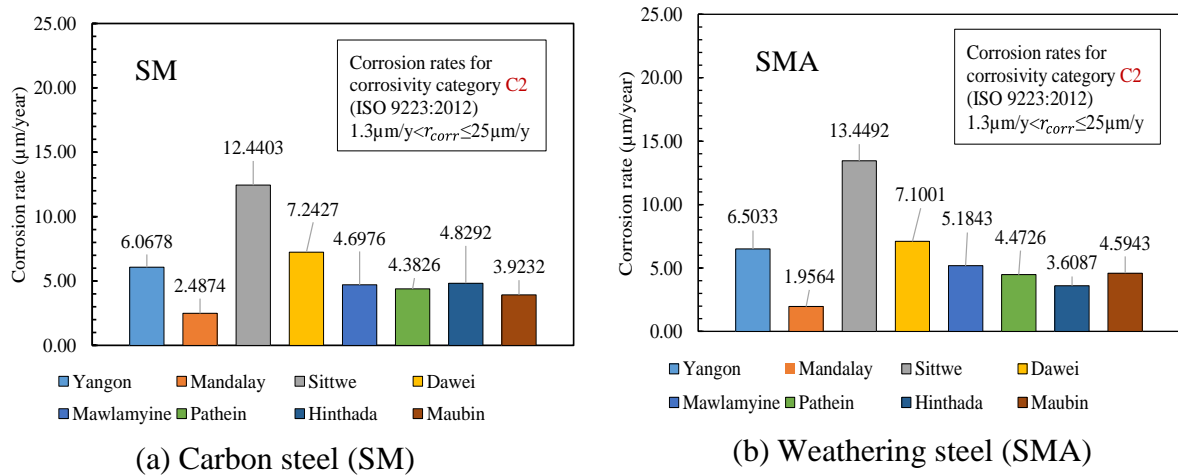 25.00
20.00
15.00
10.00
5.00
0.00
Corrosion rate (µm/year)
SM
Corrosion rates for
corrosivity category C2
(ISO 9223:2012)
1.3µm/y<r_corr≤25µm/y
6.0678
2.4874
12.4403
7.2427
4.6976
4.3826
4.8292
3.9232
Yangon Mandalay Sittwe Dawei
Mawlamyine Pathein Hinthada Maubin
(a) Carbon steel (SM)
25.00
20.00
15.00
10.00
5.00
0.00
Corrosion rate (µm/year)
SMA
Corrosion rates for
corrosivity category C2
(ISO 9223:2012)
1.3µm/y<r_corr≤25µm/y
6.5033
1.9564
13.4492
7.1001
5.1843
4.4726
3.6087
4.5943
Yangon Mandalay Sittwe Dawei
Mawlamyine Pathein Hinthada Maubin
(b) Weathering steel (SMA)